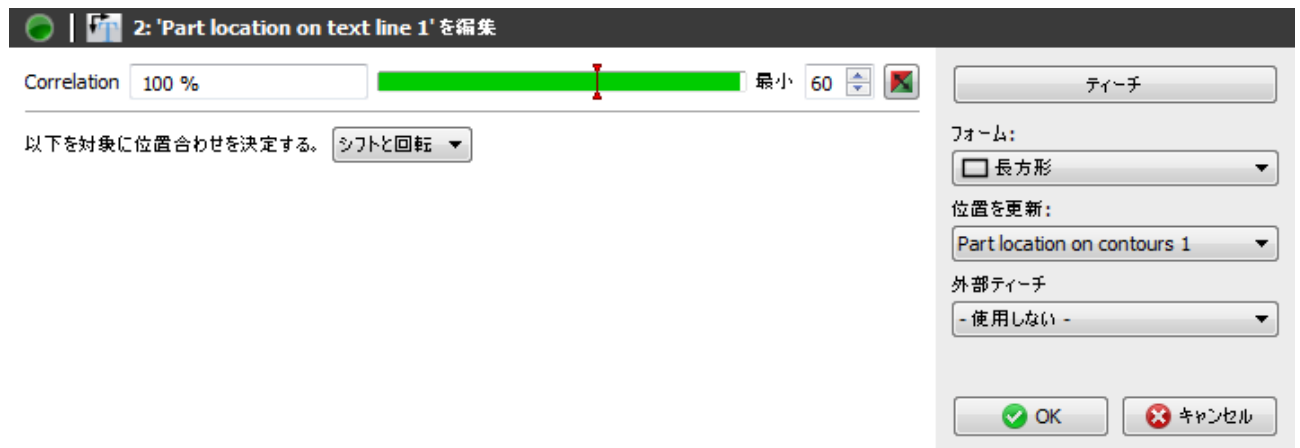 2: 'Part location on text line 1' を編集
Correlation 100 % 最小 60
以下を対象に位置合わせを決定する。 シフトと回転
ティーチ
フォーム:
長方形
位置を更新:
Part location on contours 1
外部ティーチ
- 使用しない -
OK キャンセル